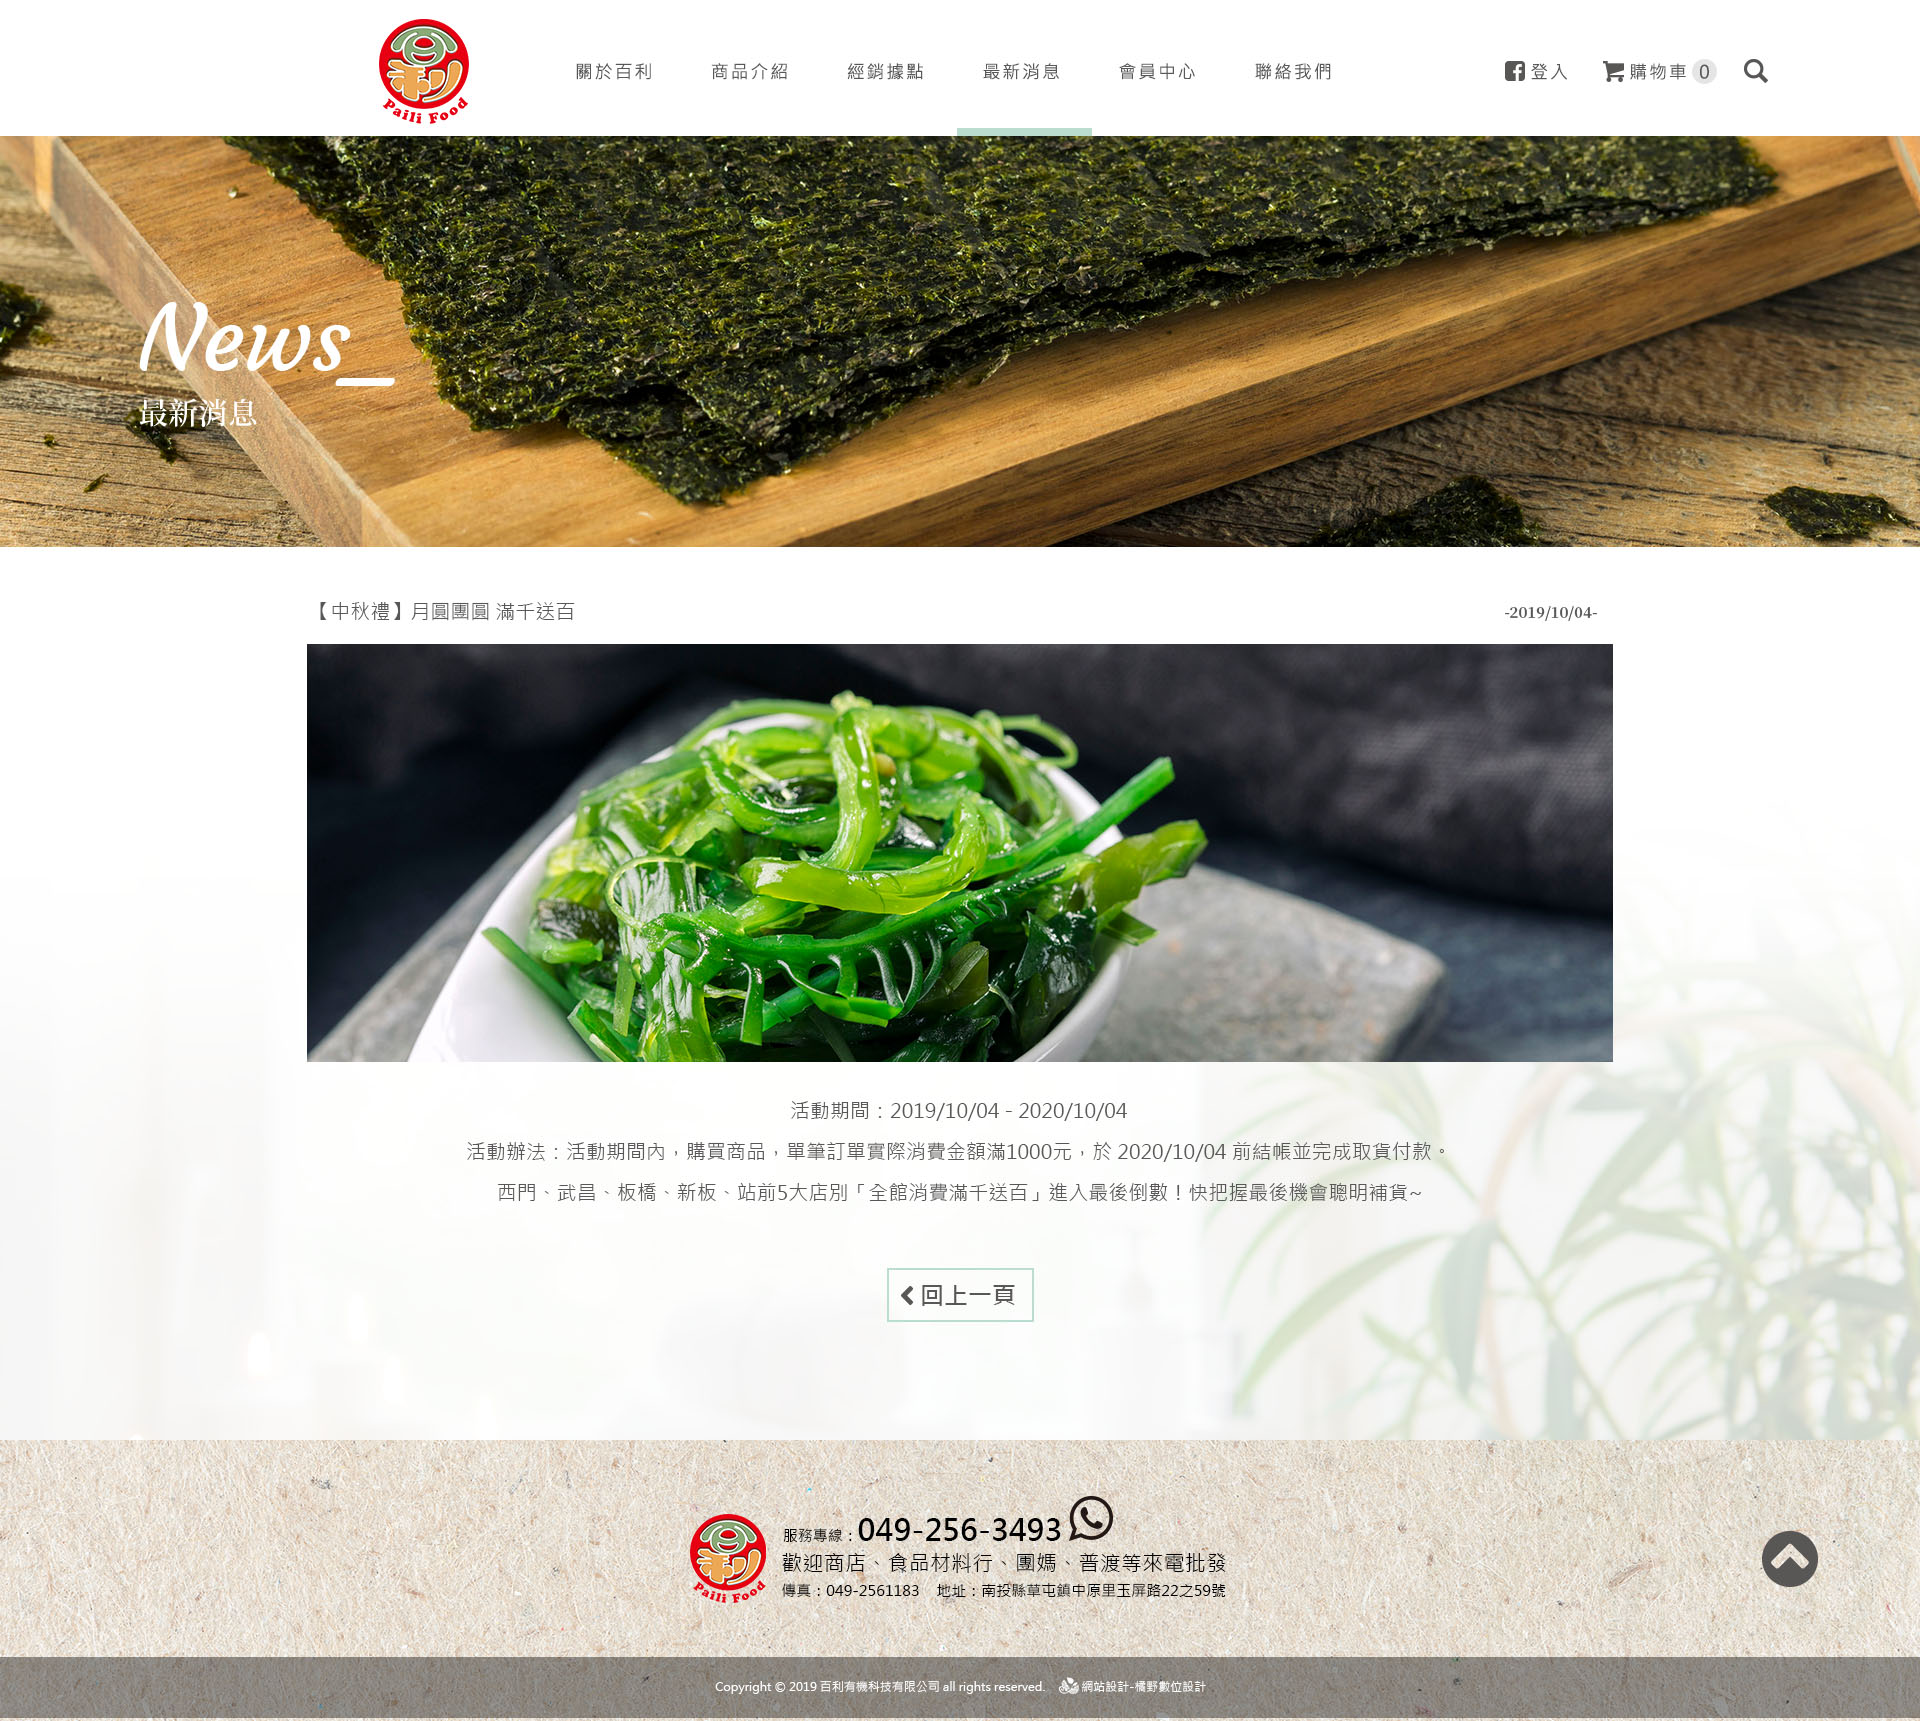 Paili Food
關於百利 商品介紹 經銷據點 最新消息 會員中心 聯絡我們 登入 購物車 0
News_
最新消息
【中秋禮】月圓團圓 滿千送百 -2019/10/04-
活動期間：2019/10/04 - 2020/10/04
活動辦法：活動期間內，購買商品，單筆訂單實際消費金額滿1000元，於 2020/10/04 前結帳並完成取貨付款。
西門、武昌、板橋、新板、站前5大店別「全館消費滿千送百」進入最後倒數！快把握最後機會聰明補貨~
回上一頁
Paili Food
服務專線：049-256-3493
歡迎商店、食品材料行、團媽、普渡等來電批發
傳真：049-2561183 地址：南投縣草屯鎮中原里玉屏路22之59號
Copyright © 2019 百利有機科技有限公司 all rights reserved. 網站設計-橘野數位設計